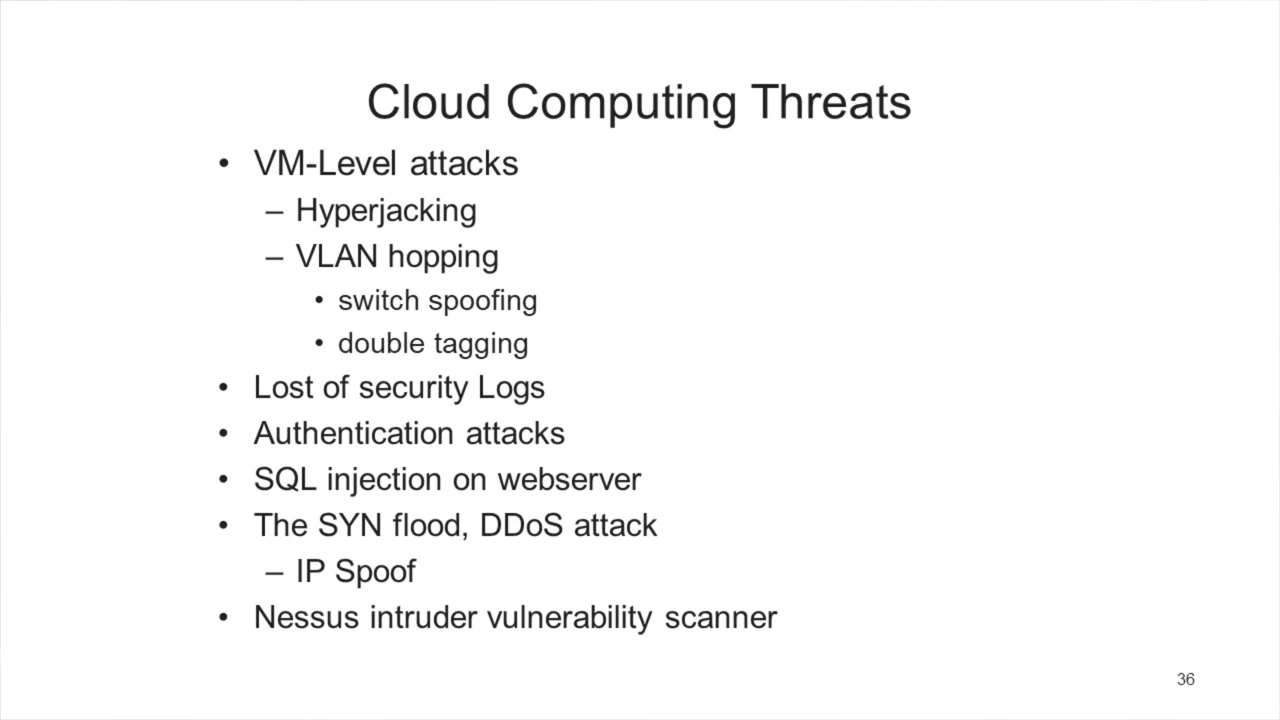 Cloud Computing Threats
• VM-Level attacks
– Hyperjacking
– VLAN hopping
• switch spoofing
• double tagging
• Lost of security Logs
• Authentication attacks
• SQL injection on webserver
• The SYN flood, DDoS attack
– IP Spoof
• Nessus intruder vulnerability scanner
36